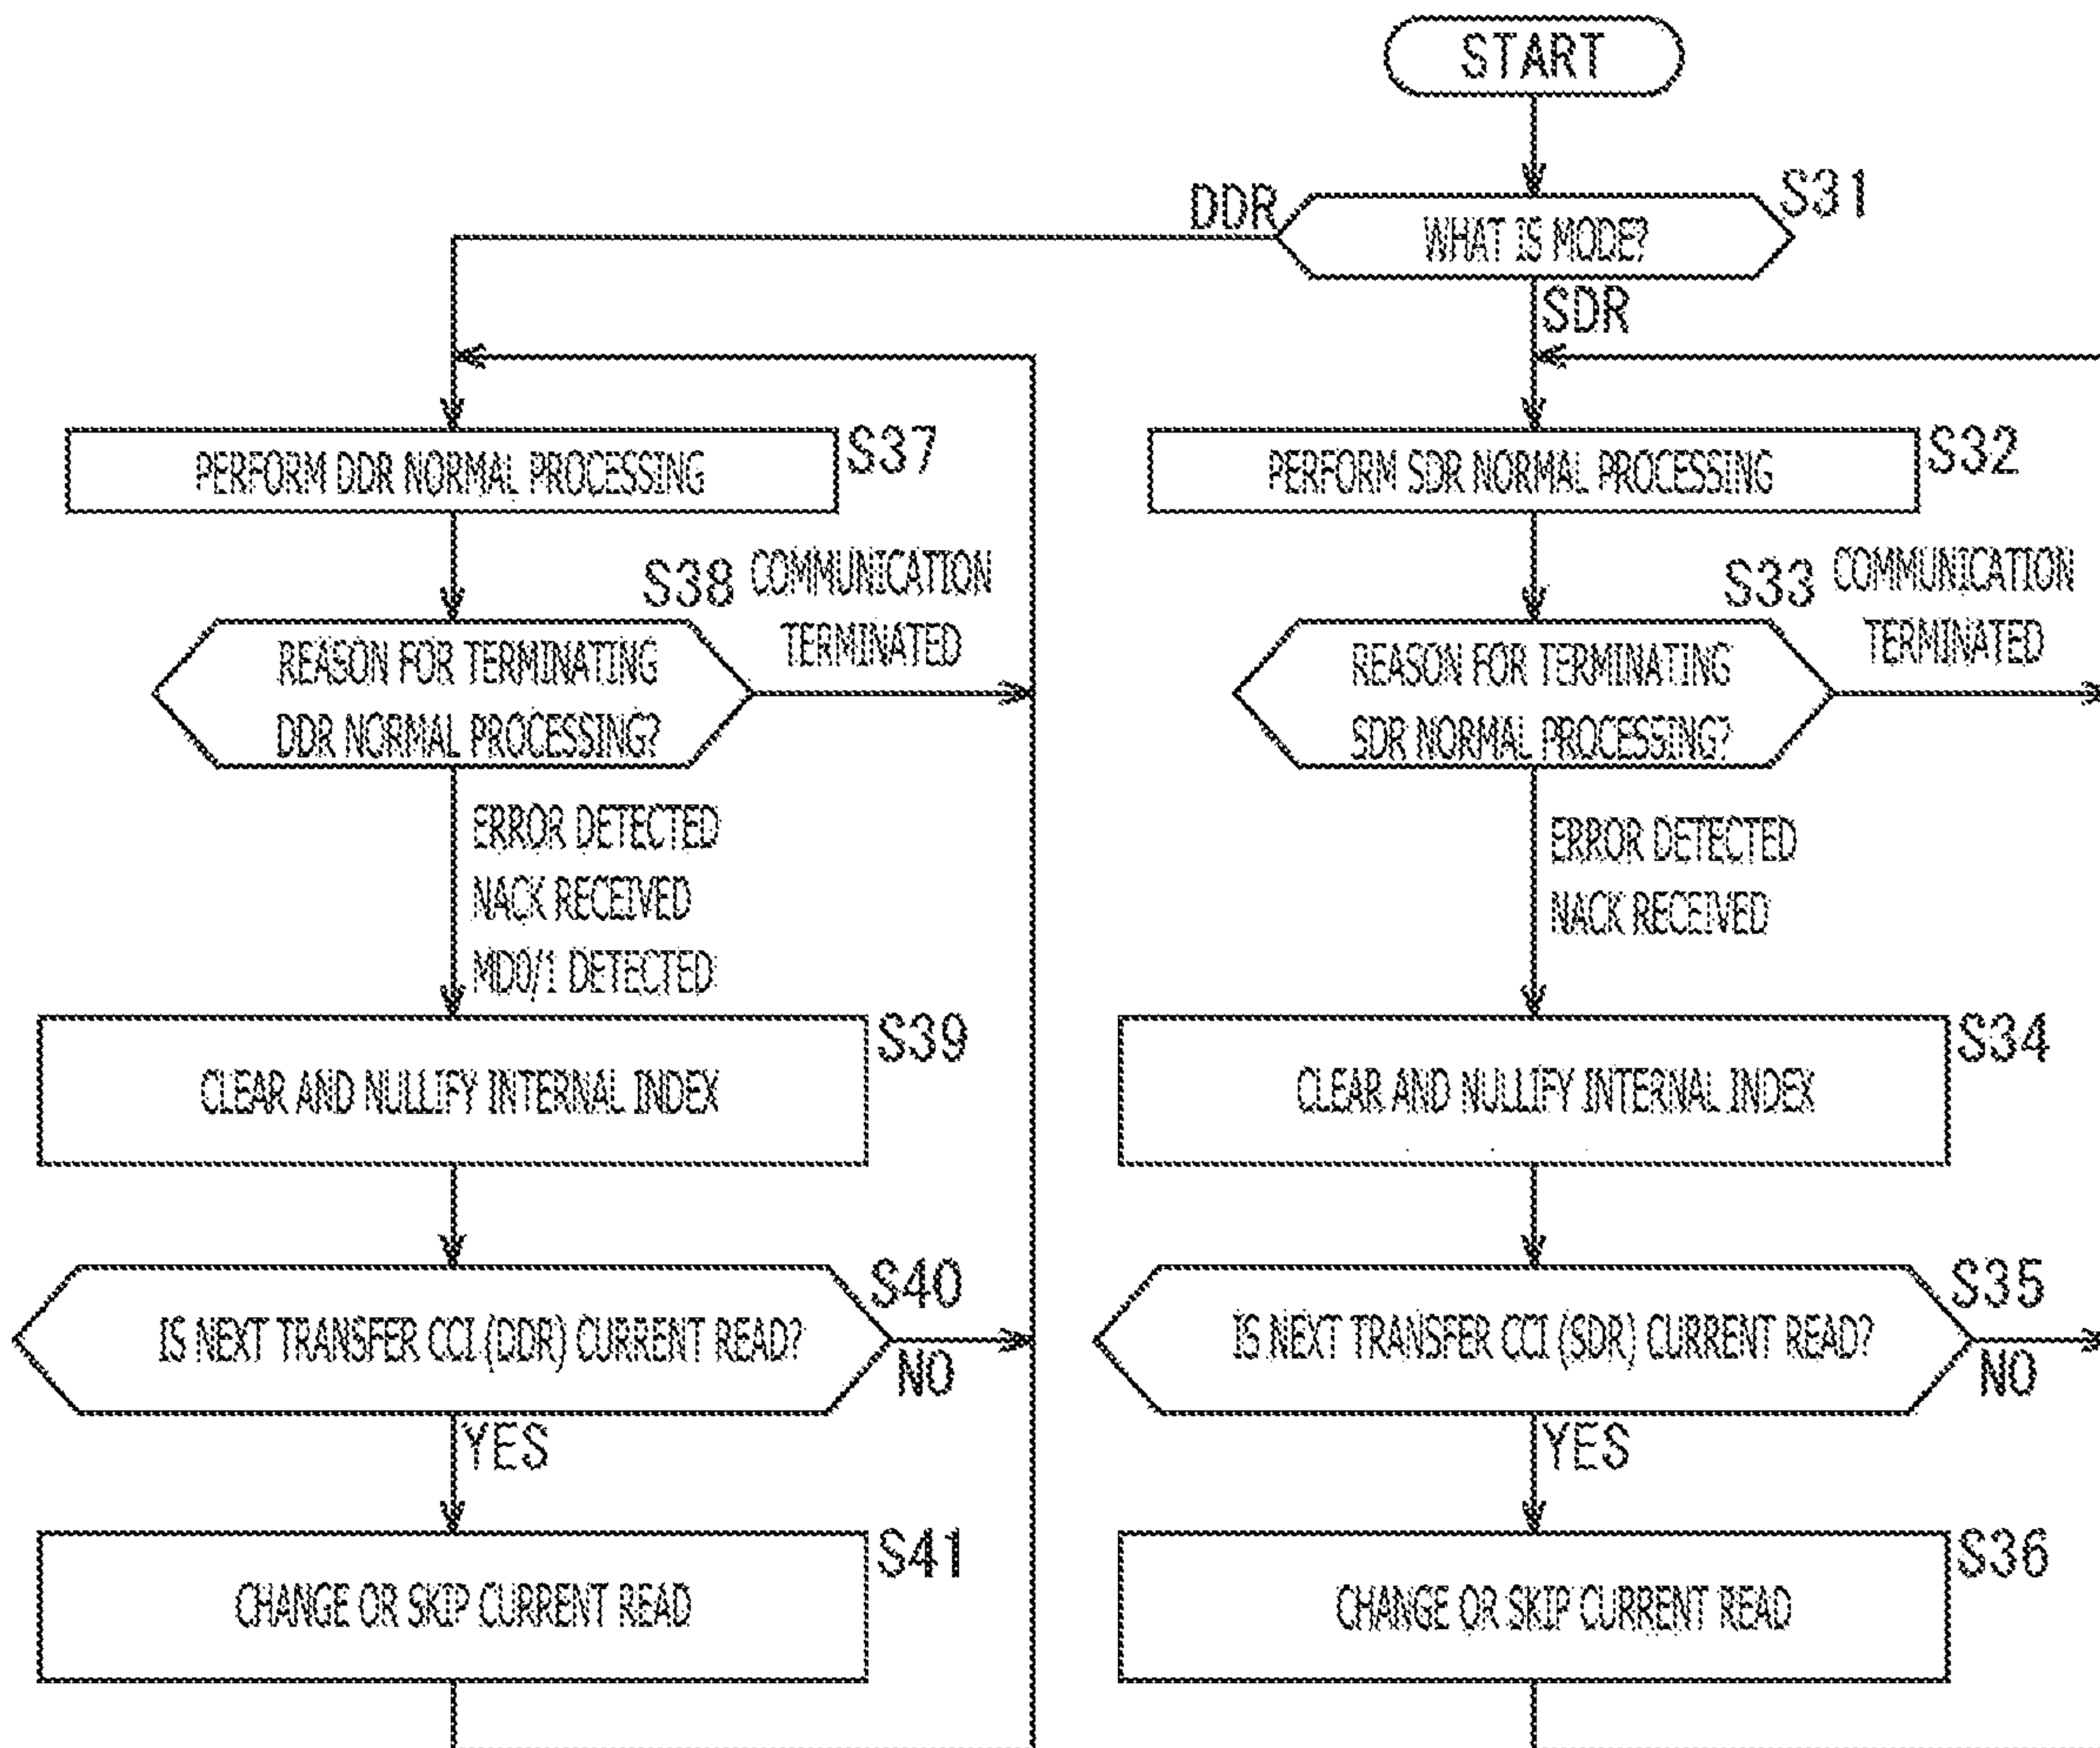 START
S31
DDR
WHAT IS MODE?
SDR
S37
PERFORM DDR NORMAL PROCESSING
S32
PERFORM SDR NORMAL PROCESSING
S38
COMMUNICATION
TERMINATED
REASON FOR TERMINATING
DDR NORMAL PROCESSING?
S33
COMMUNICATION
TERMINATED
REASON FOR TERMINATING
SDR NORMAL PROCESSING?
ERROR DETECTED
NACK RECEIVED
MD0/1 DETECTED
ERROR DETECTED
NACK RECEIVED
S39
CLEAR AND NULLIFY INTERNAL INDEX
S34
CLEAR AND NULLIFY INTERNAL INDEX
S40
IS NEXT TRANSFER CCI (DDR) CURRENT READ?
NO
YES
S35
IS NEXT TRANSFER CCI (SDR) CURRENT READ?
NO
YES
S41
CHANGE OR SKIP CURRENT READ
S36
CHANGE OR SKIP CURRENT READ